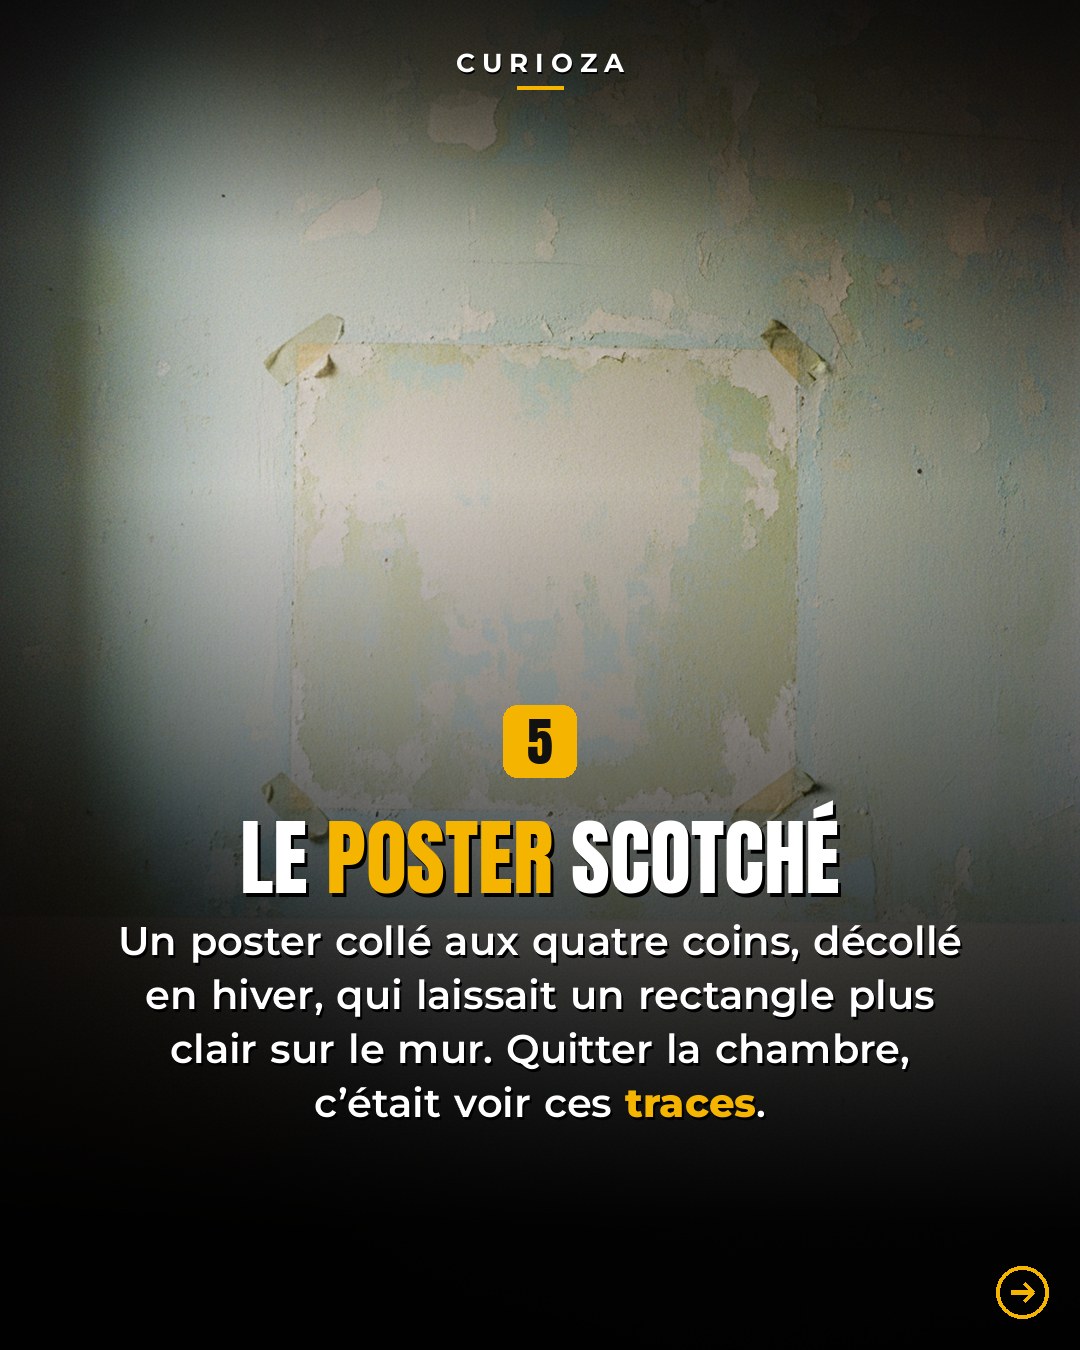 CURIOZA
5
LE POSTER SCOTCHÉ
Un poster collé aux quatre coins, décollé
en hiver, qui laissait un rectangle plus
clair sur le mur. Quitter la chambre,
c’était voir ces traces.